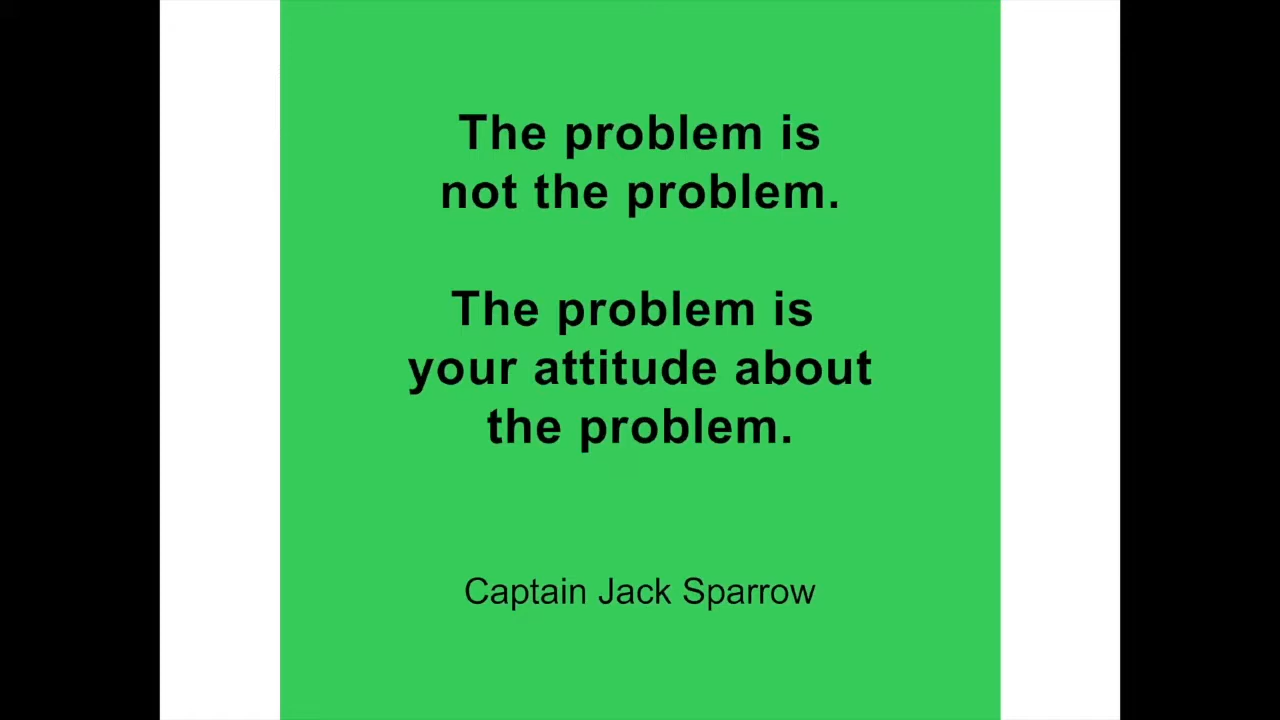 The problem is
not the problem.
The problem is
your attitude about
the problem.
Captain Jack Sparrow